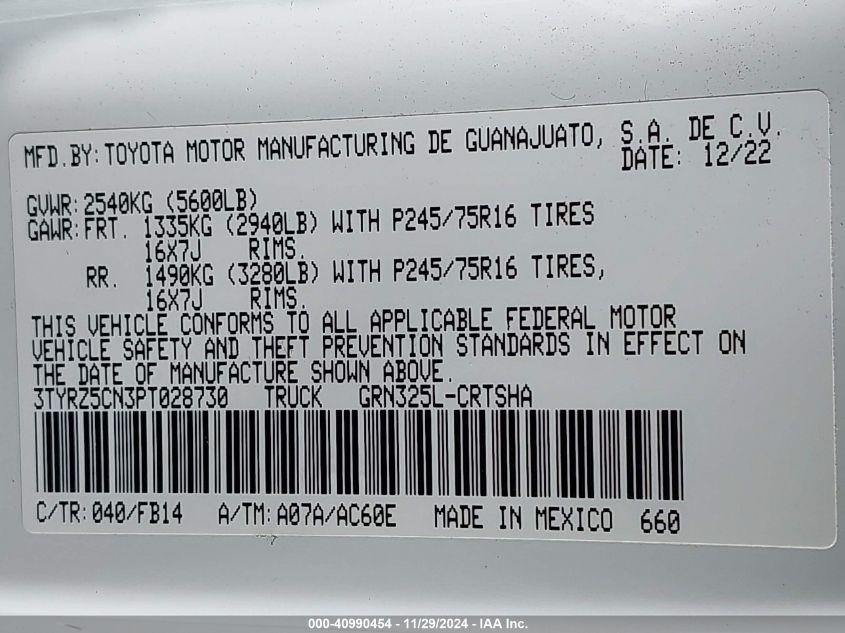 MFD.BY: TOYOTA MOTOR MANUFACTURING DE GUANAJUATO, S.A. DE C.V.
DATE: 12/22
GVWR: 2540KG (5600LB)
GAWR: FRT. 1335KG (2940LB) WITH P245/75R16 TIRES
16X7J RIMS.
RR. 1490KG (3280LB) WITH P245/75R16 TIRES,
16X7J RIMS.
THIS VEHICLE CONFORMS TO ALL APPLICABLE FEDERAL MOTOR
VEHICLE SAFETY AND THEFT PREVENTION STANDARDS IN EFFECT ON
THE DATE OF MANUFACTURE SHOWN ABOVE.
3TYRZ5CN3PT028730 TRUCK GRN325L-CRTSHA
C/TR: 040/FB14 A/TM: A07A/AC60E MADE IN MEXICO 660
000-40990454 - 11/29/2024 - IAA Inc.